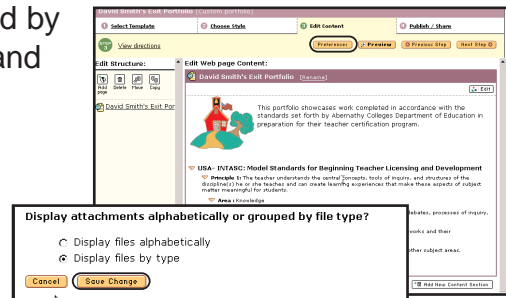 d by
and
David Smith's Exit Portfolio (Custom portfolio)
1 Select Template 2 Choose Style 3 Edit Content 4 Publish / Share
STEP 3 View directions Preferences Preview Previous Step Next Step
Edit Structure: Edit Web page Content:
Add page Delete Move Copy
David Smith's Exit Portfolio [Rename]
Edit
David Smith's Exit Por
This portfolio showcases work completed in accordance with the
standards set forth by Abernathy Colleges Department of Education in
preparation for their teacher certification program.
USA- INTASC: Model Standards for Beginning Teacher Licensing and Development
Principle 1: The teacher understands the central concepts, tools of inquiry, and structures of the
discipline(s) he or she teaches and can create learning experiences that make these aspects of subject
matter meaningful for students.
Area : Knowledge
debates, processes of inquiry,
works and their
other subject areas.
Add New Content Section
Display attachments alphabetically or grouped by file type?
Display files alphabetically
Display files by type
Cancel Save Change